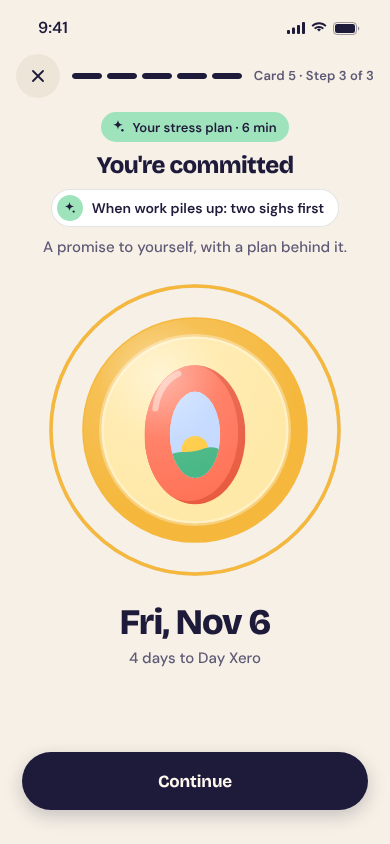 9:41
Card 5 · Step 3 of 3
Your stress plan · 6 min
You're committed
When work piles up: two sighs first
A promise to yourself, with a plan behind it.
Fri, Nov 6
4 days to Day Xero
Continue